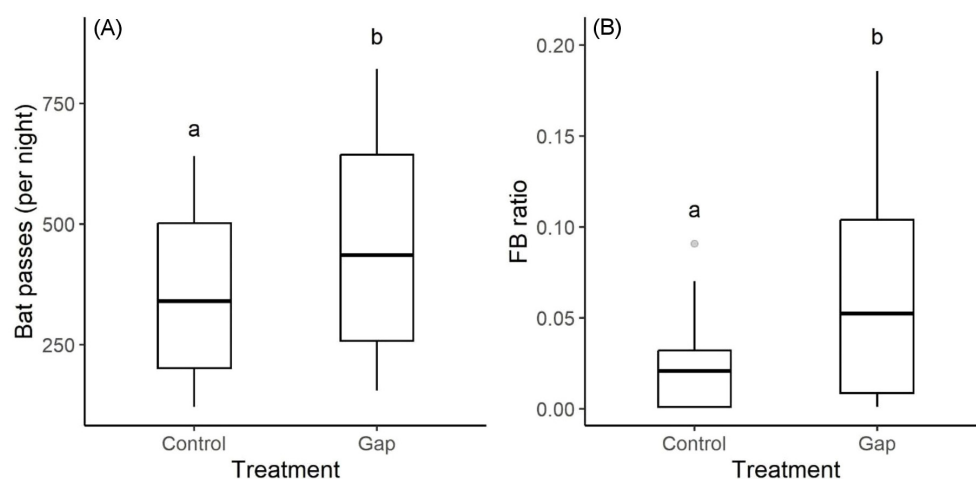 (A)
Bat passes (per night)
750
500
250
a
b
Control
Gap
Treatment
(B)
FB ratio
0.20
0.15
0.10
0.05
0.00
a
b
Control
Gap
Treatment